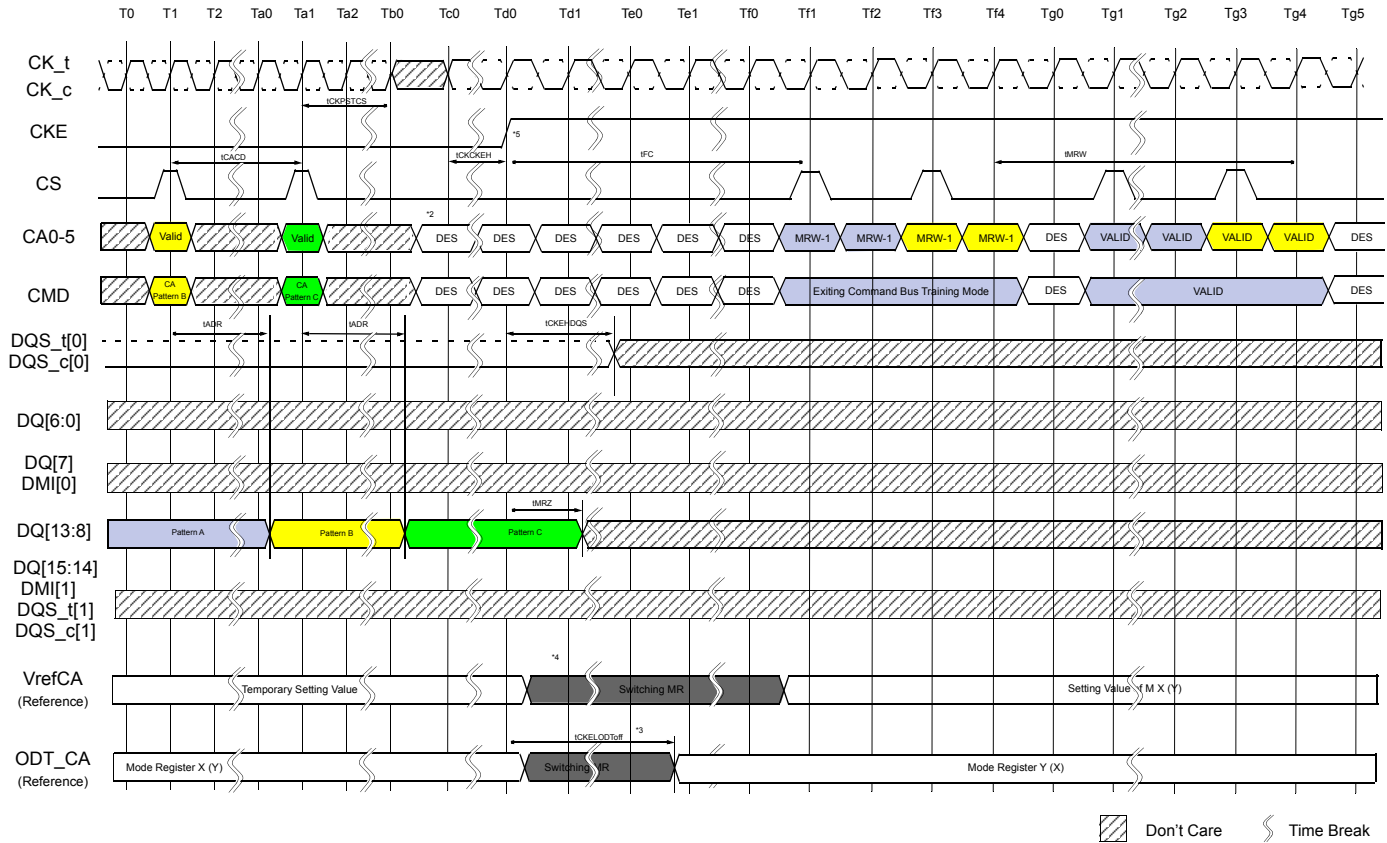 T0 T1 T2 Ta0 Ta1 Ta2 Tb0 Tc0 Td0 Td1 Te0 Te1 Tf0 Tf1 Tf2 Tf3 Tf4 Tg0 Tg1 Tg2 Tg3 Tg4 Tg5
CK_t
CK_c
tCKPSTCS
CKE
*5
tCACD
tCKCKEH
tFC
tMRW
CS
*2
CA0-5
Valid Valid DES DES DES DES DES DES MRW-1 MRW-1 MRW-1 MRW-1 DES VALID VALID VALID VALID DES
CMD
CA Pattern B
CA Pattern C
DES DES DES DES DES DES Exiting Command Bus Training Mode DES VALID DES
tADR tADR tCKEHDQS
DQS_t[0]
DQS_c[0]
DQ[6:0]
DQ[7]
DMI[0]
tMRZ
DQ[13:8]
Pattern A Pattern B Pattern C
DQ[15:14]
DMI[1]
DQS_t[1]
DQS_c[1]
*4
VrefCA
(Reference)
Temporary Setting Value Switching MR Setting Value of M X (Y)
tCKELODToff *3
ODT_CA
(Reference)
Mode Register X (Y) Switching MR Mode Register Y (X)
Don't Care Time Break